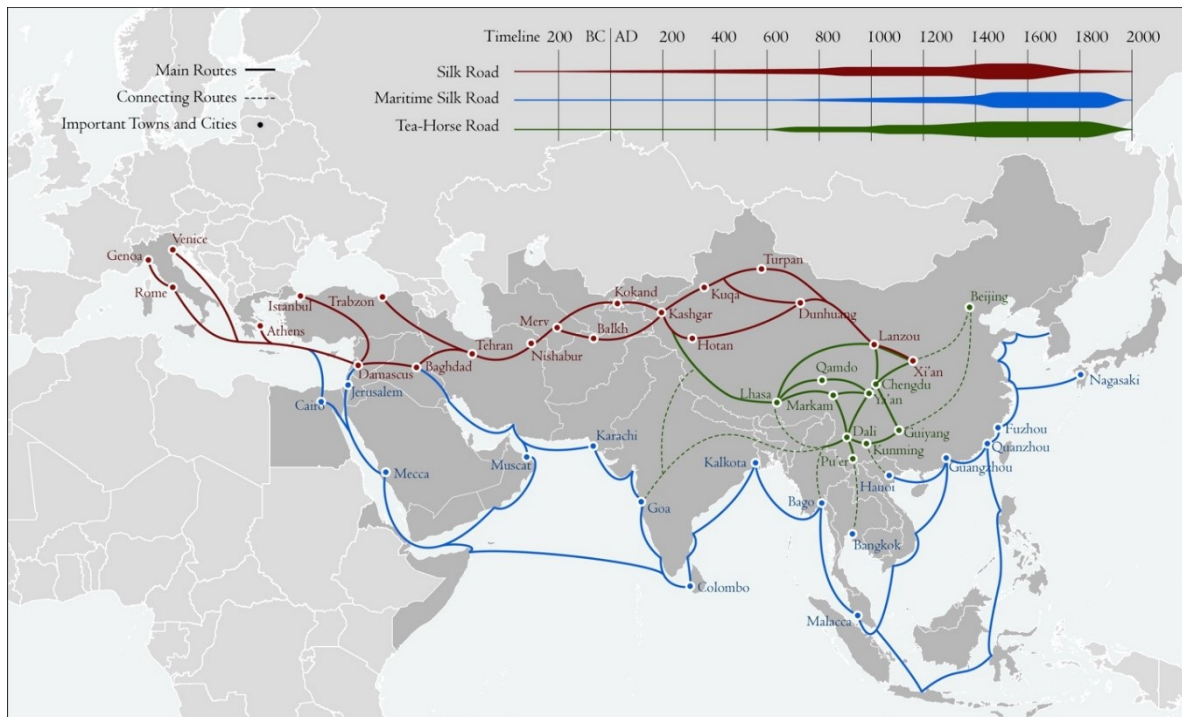 Timeline 200 BC AD 200 400 600 800 1000 1200 1400 1600 1800 2000
Main Routes
Silk Road
Connecting Routes
Maritime Silk Road
Important Towns and Cities
Tea-Horse Road
Venice
Genoa
Turpan
Rome
Istanbul
Trabzon
Kokand
Kuqa
Beijing
Athens
Merv
Balkh
Kashgar
Dunhuang
Tehran
Nishabur
Hotan
Lanzou
Damascus
Baghdad
Xi'an
Jerusalem
Qamdo
Chengdu
Nagasaki
Cairo
Lhasa
Markam
Ya'an
Dali
Guiyang
Fuzhou
Karachi
Kunming
Quanzhou
Muscat
Kalkota
Pu'er
Guangzhou
Mecca
Hanoi
Goa
Bago
Bangkok
Colombo
Malacca